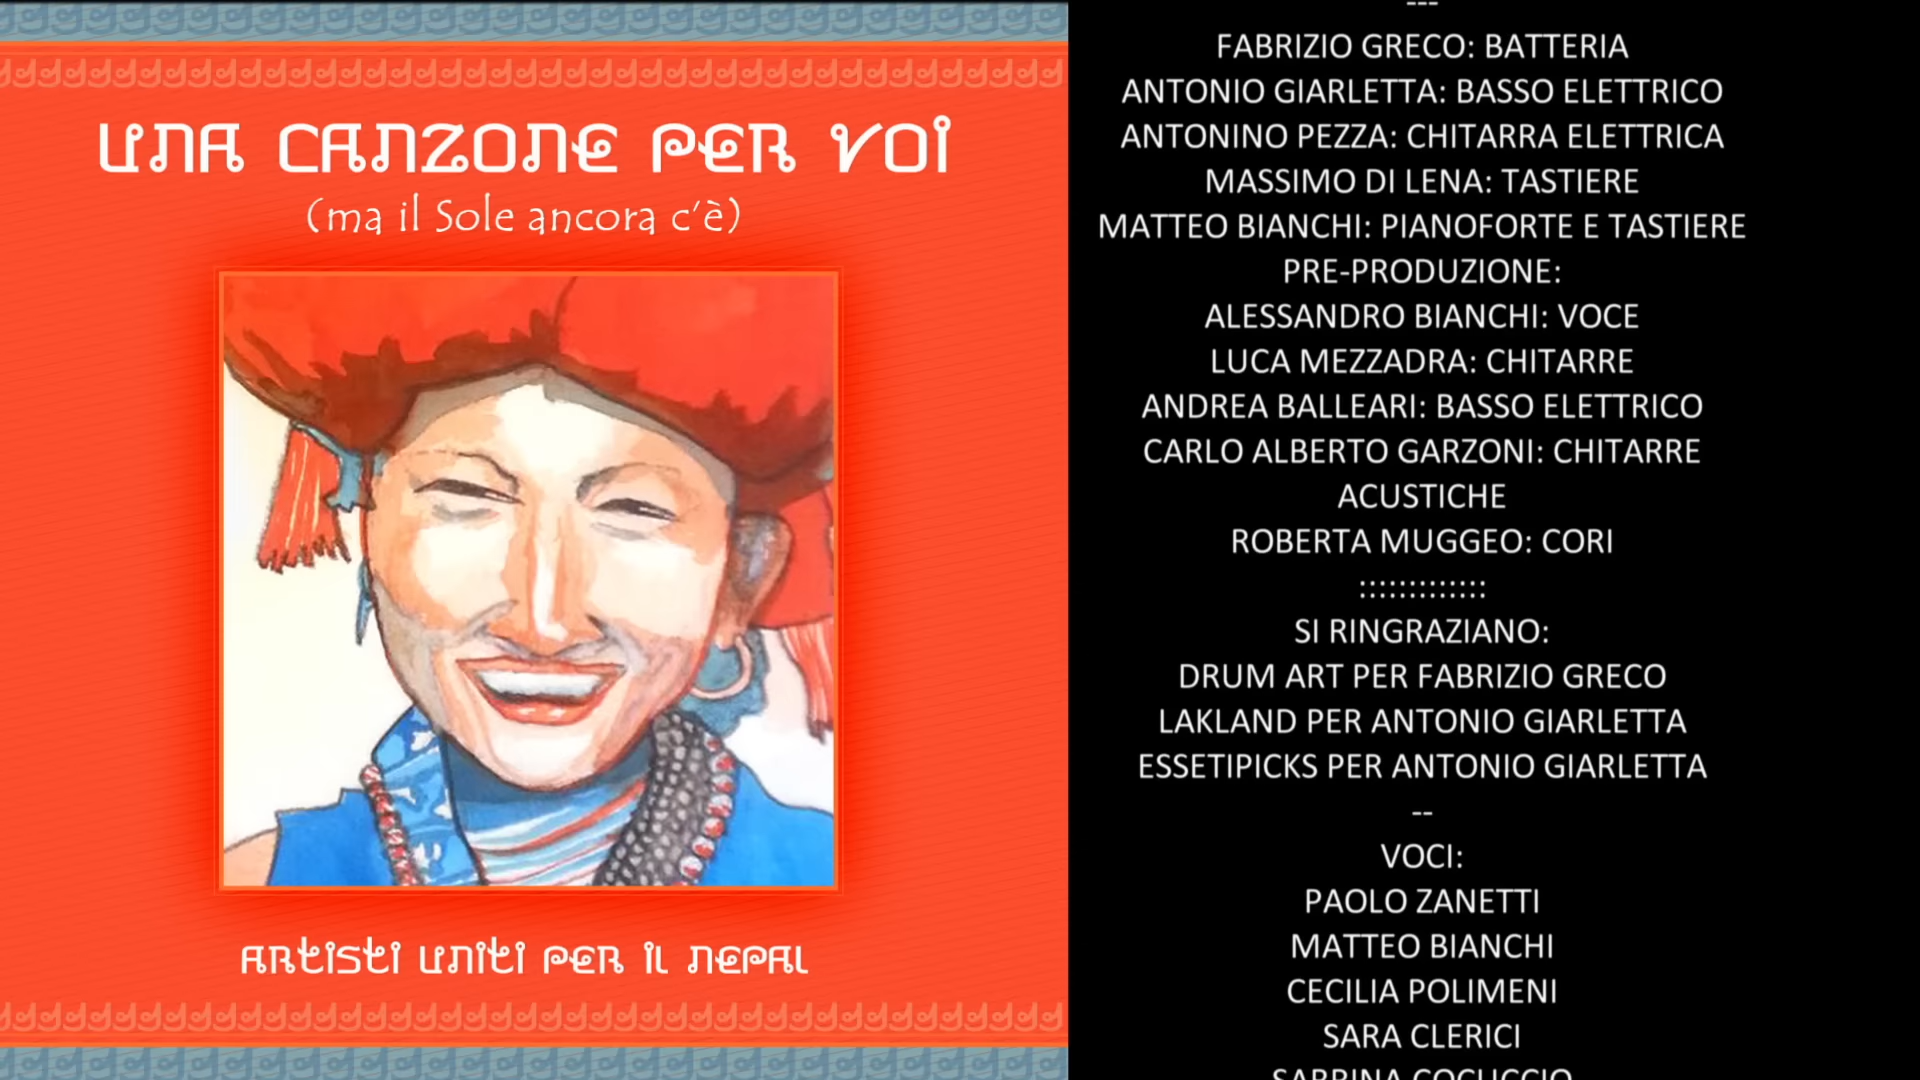 UNA CANZONE PER VOI
(ma il Sole ancora c'è)
ARTISTI UNITI PER IL NEPAL
---
FABRIZIO GRECO: BATTERIA
ANTONIO GIARLETTA: BASSO ELETTRICO
ANTONINO PEZZA: CHITARRA ELETTRICA
MASSIMO DI LENA: TASTIERE
MATTEO BIANCHI: PIANOFORTE E TASTIERE
PRE-PRODUZIONE:
ALESSANDRO BIANCHI: VOCE
LUCA MEZZADRA: CHITARRE
ANDREA BALLEARI: BASSO ELETTRICO
CARLO ALBERTO GARZONI: CHITARRE
ACUSTICHE
ROBERTA MUGGEO: CORI
:::::::::::::
SI RINGRAZIANO:
DRUM ART PER FABRIZIO GRECO
LAKLAND PER ANTONIO GIARLETTA
ESSETIPICKS PER ANTONIO GIARLETTA
--
VOCI:
PAOLO ZANETTI
MATTEO BIANCHI
CECILIA POLIMENI
SARA CLERICI
SABRINA COCUCCIO